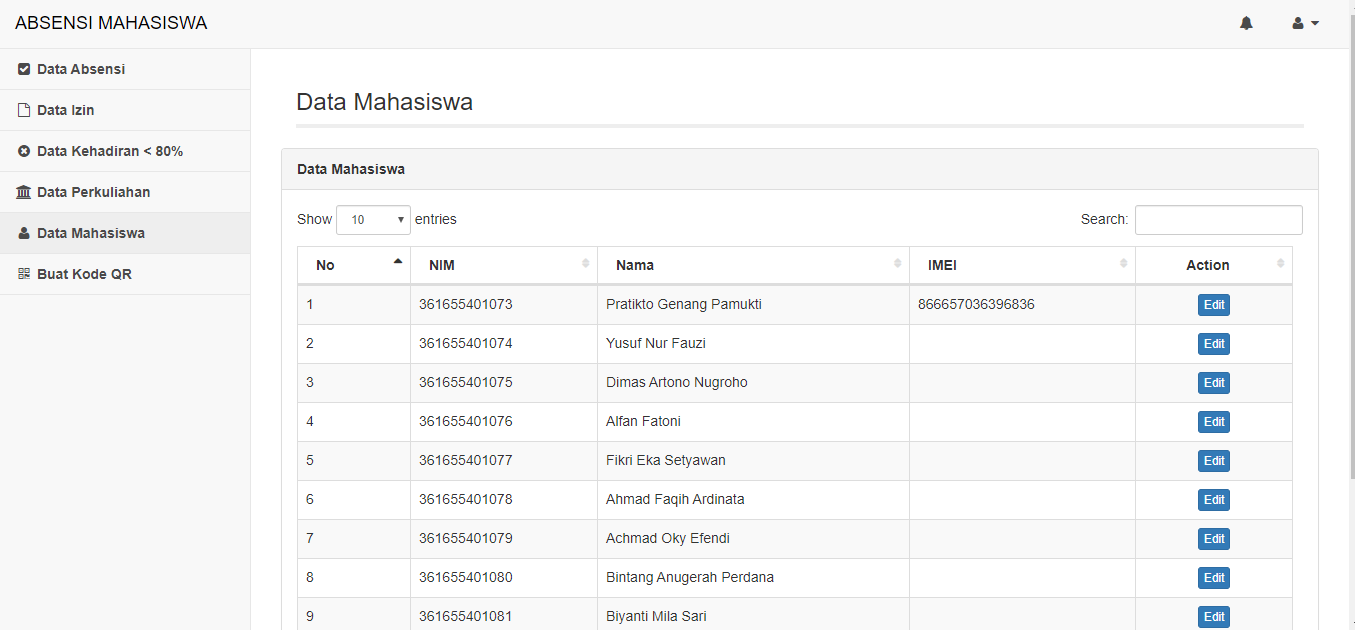 ABSENSI MAHASISWA
Data Absensi
Data Izin
Data Kehadiran < 80%
Data Perkuliahan
Data Mahasiswa
Buat Kode QR
Data Mahasiswa
Data Mahasiswa
Show 10 entries Search:
No NIM Nama IMEI Action
1 361655401073 Pratikto Genang Pamukti 866657036396836 Edit
2 361655401074 Yusuf Nur Fauzi Edit
3 361655401075 Dimas Artono Nugroho Edit
4 361655401076 Alfan Fatoni Edit
5 361655401077 Fikri Eka Setyawan Edit
6 361655401078 Ahmad Faqih Ardinata Edit
7 361655401079 Achmad Oky Efendi Edit
8 361655401080 Bintang Anugerah Perdana Edit
9 361655401081 Biyanti Mila Sari Edit